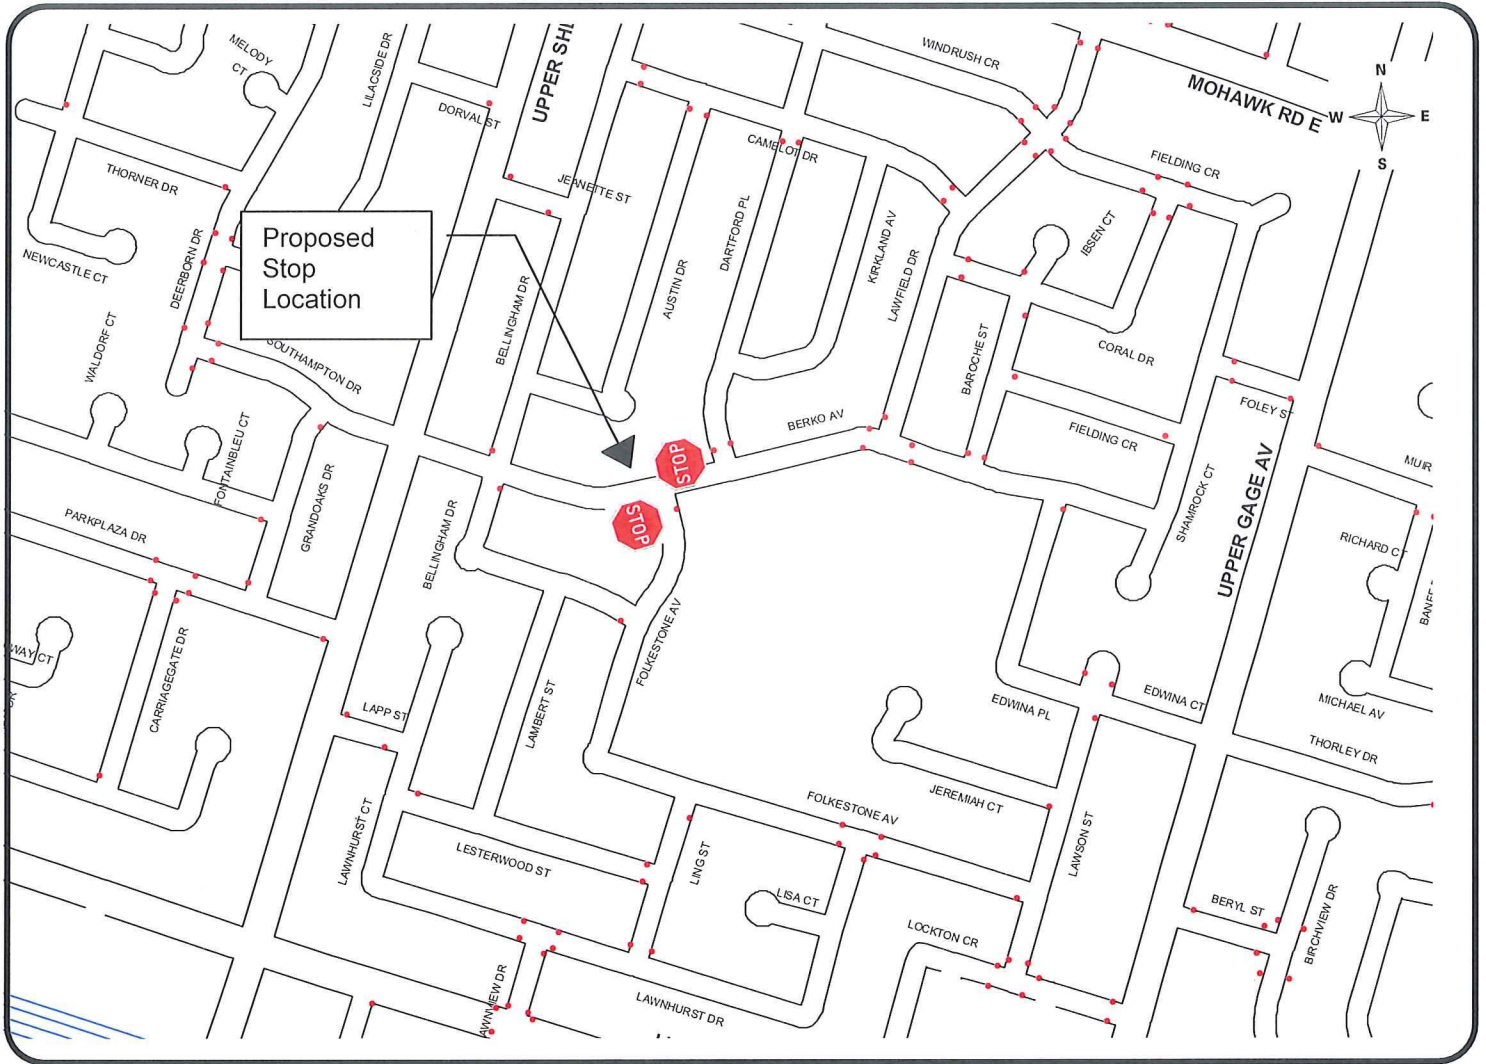 MELODY
CT
LILACSIDE DR
UPPER SH
WINDRUSH CR
MOHAWK RD E
N
W
E
S
DORVAL ST
CAMELOT DR
FIELDING CR
THORNER DR
JEANETTE ST
Proposed
Stop
Location
NEWCASTLE CT
DEERBORN DR
BELLINGHAM DR
AUSTIN DR
DARTFORD PL
KIRKLAND AV
LAWFIELD DR
IBSEN CT
WALDORF CT
SOUTHAMPTON DR
BAROCHE ST
CORAL DR
FOLEY ST
FONTAINBLEU CT
BERKO AV
FIELDING CR
MUIR
STOP
STOP
PARKPLAZA DR
GRANDOAKS DR
BELLINGHAM DR
SHAMROCK CT
UPPER GAGE AV
RICHARD CT
WAY CT
CARRIAGEGATE DR
LAMBERT ST
FOLKESTONE AV
LAPP ST
EDWINA PL
EDWINA CT
MICHAEL AV
THORLEY DR
LAWNHURST CT
LESTERWOOD ST
LING ST
FOLKESTONE AV
JEREMIAH CT
LAWSON ST
LISA CT
LOCKTON CR
BERYL ST
BIRCHVIEW DR
LAWNHURST DR
AWNVIEW DR